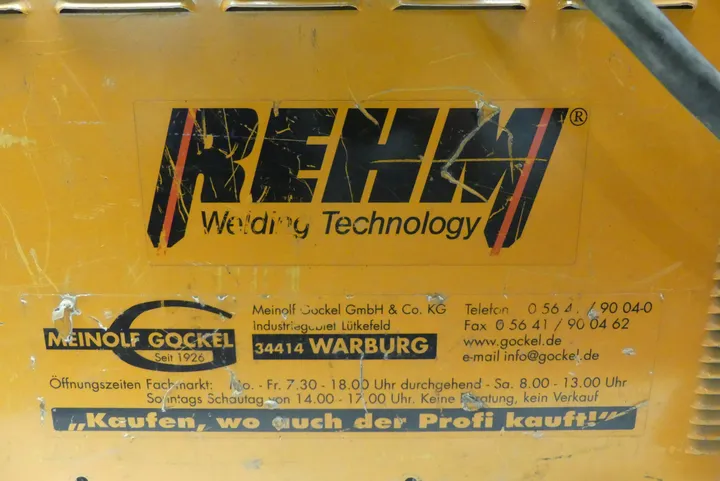 REHM®
Welding Technology
MEINOLF GOCKEL
Seit 1926
Meinolf Gockel GmbH & Co. KG
Industriegebiet Lütkefeld
34414 WARBURG
Telefon 0 56 41 / 90 04-0
Fax 0 56 41 / 90 04 62
www.gockel.de
e-mail info@gockel.de
Öffnungszeiten Fachmarkt: Mo. - Fr. 7.30 - 18.00 Uhr durchgehend - Sa. 8.00 - 13.00 Uhr
Sonntags Schautag von 14.00 - 17.00 Uhr. Keine Beratung, kein Verkauf
„Kaufen, wo auch der Profi kauft!“